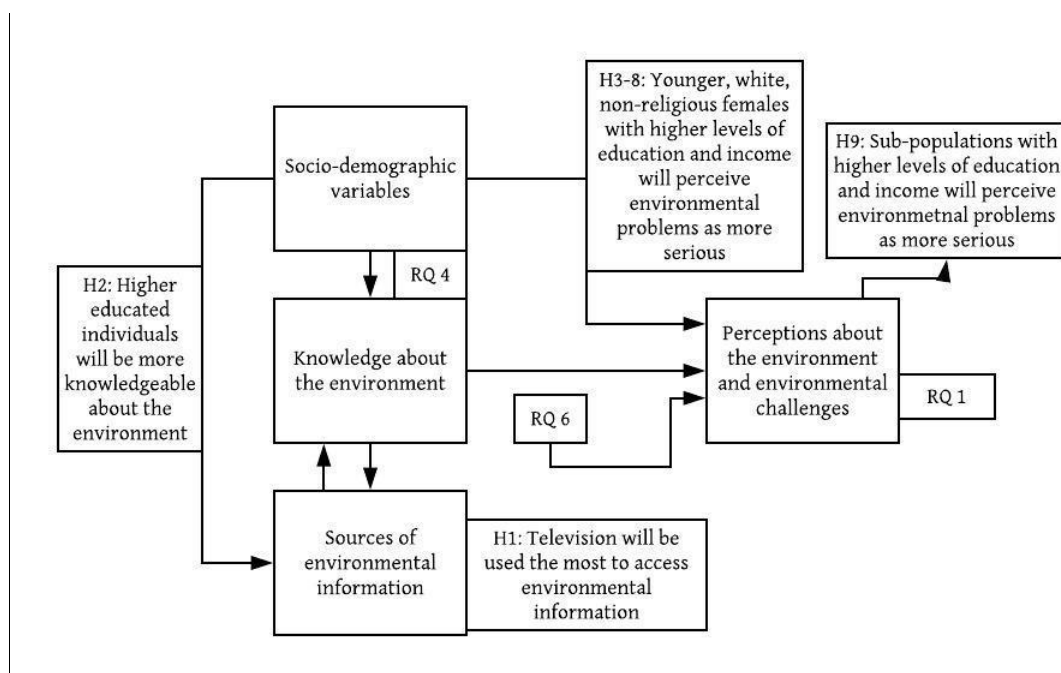 Socio-demographic
variables
H3-8: Younger, white,
non-religious females
with higher levels of
education and income
will perceive
environmental
problems as more
serious
H9: Sub-populations with
higher levels of education
and income will perceive
environmetnal problems
as more serious
RQ 4
H2: Higher
educated
individuals
will be more
knowledgeable
about the
environment
Knowledge about
the environment
Perceptions about
the environment
and environmental
challenges
RQ 1
RQ 6
Sources of
environmental
information
H1: Television will be
used the most to access
environmental
information